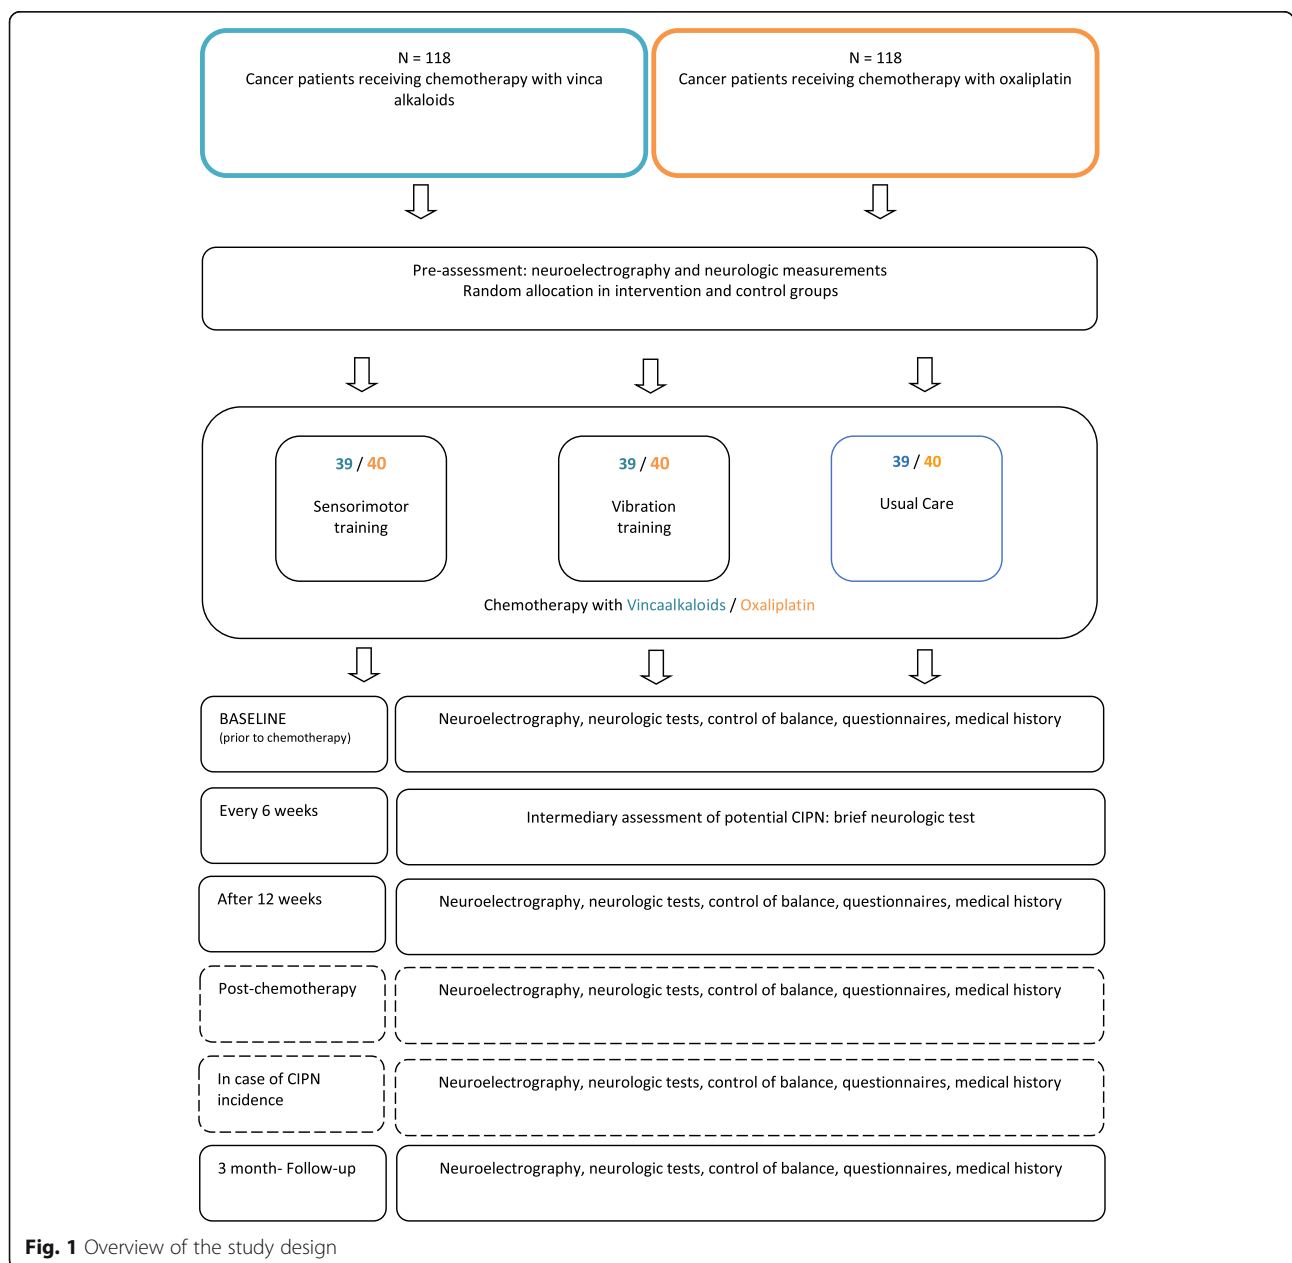 N = 118
Cancer patients receiving chemotherapy with vinca
alkaloids
N = 118
Cancer patients receiving chemotherapy with oxaliplatin
Pre-assessment: neuroelectrography and neurologic measurements
Random allocation in intervention and control groups
39 / 40
Sensorimotor
training
39 / 40
Vibration
training
39 / 40
Usual Care
Chemotherapy with Vincaalkaloids / Oxaliplatin
BASELINE
(prior to chemotherapy)
Neuroelectrography, neurologic tests, control of balance, questionnaires, medical history
Every 6 weeks
Intermediary assessment of potential CIPN: brief neurologic test
After 12 weeks
Neuroelectrography, neurologic tests, control of balance, questionnaires, medical history
Post-chemotherapy
Neuroelectrography, neurologic tests, control of balance, questionnaires, medical history
In case of CIPN
incidence
Neuroelectrography, neurologic tests, control of balance, questionnaires, medical history
3 month- Follow-up
Neuroelectrography, neurologic tests, control of balance, questionnaires, medical history
Fig. 1 Overview of the study design